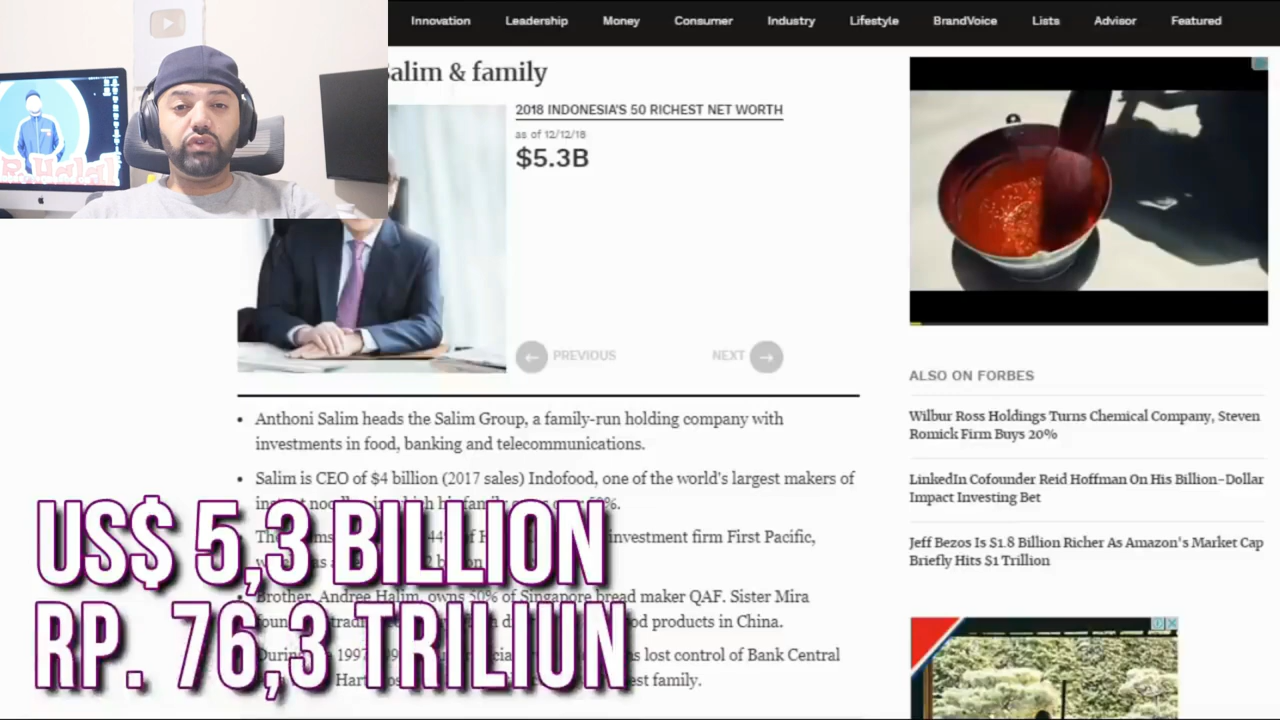 Innovation Leadership Money Consumer Industry Lifestyle BrandVoice Lists Advisor Featured
Salim & family
2018 INDONESIA'S 50 RICHEST NET WORTH
as of 12/12/18
$5.3B
PREVIOUS NEXT
• Anthoni Salim heads the Salim Group, a family-run holding company with
investments in food, banking and telecommunications.
• Salim is CEO of $4 billion (2017 sales) Indofood, one of the world's largest makers of
US$ 5,3 BILLION
RP. 76,3 TRILIUN
investment firm First Pacific,
Brother, Andree Halim, owns 50% of Singapore bread maker QAF. Sister Mira
products in China.
lost control of Bank Central
family.
ALSO ON FORBES
Wilbur Ross Holdings Turns Chemical Company, Steven
Romick Firm Buys 20%
LinkedIn Cofounder Reid Hoffman On His Billion-Dollar
Impact Investing Bet
Jeff Bezos Is $1.8 Billion Richer As Amazon's Market Cap
Briefly Hits $1 Trillion